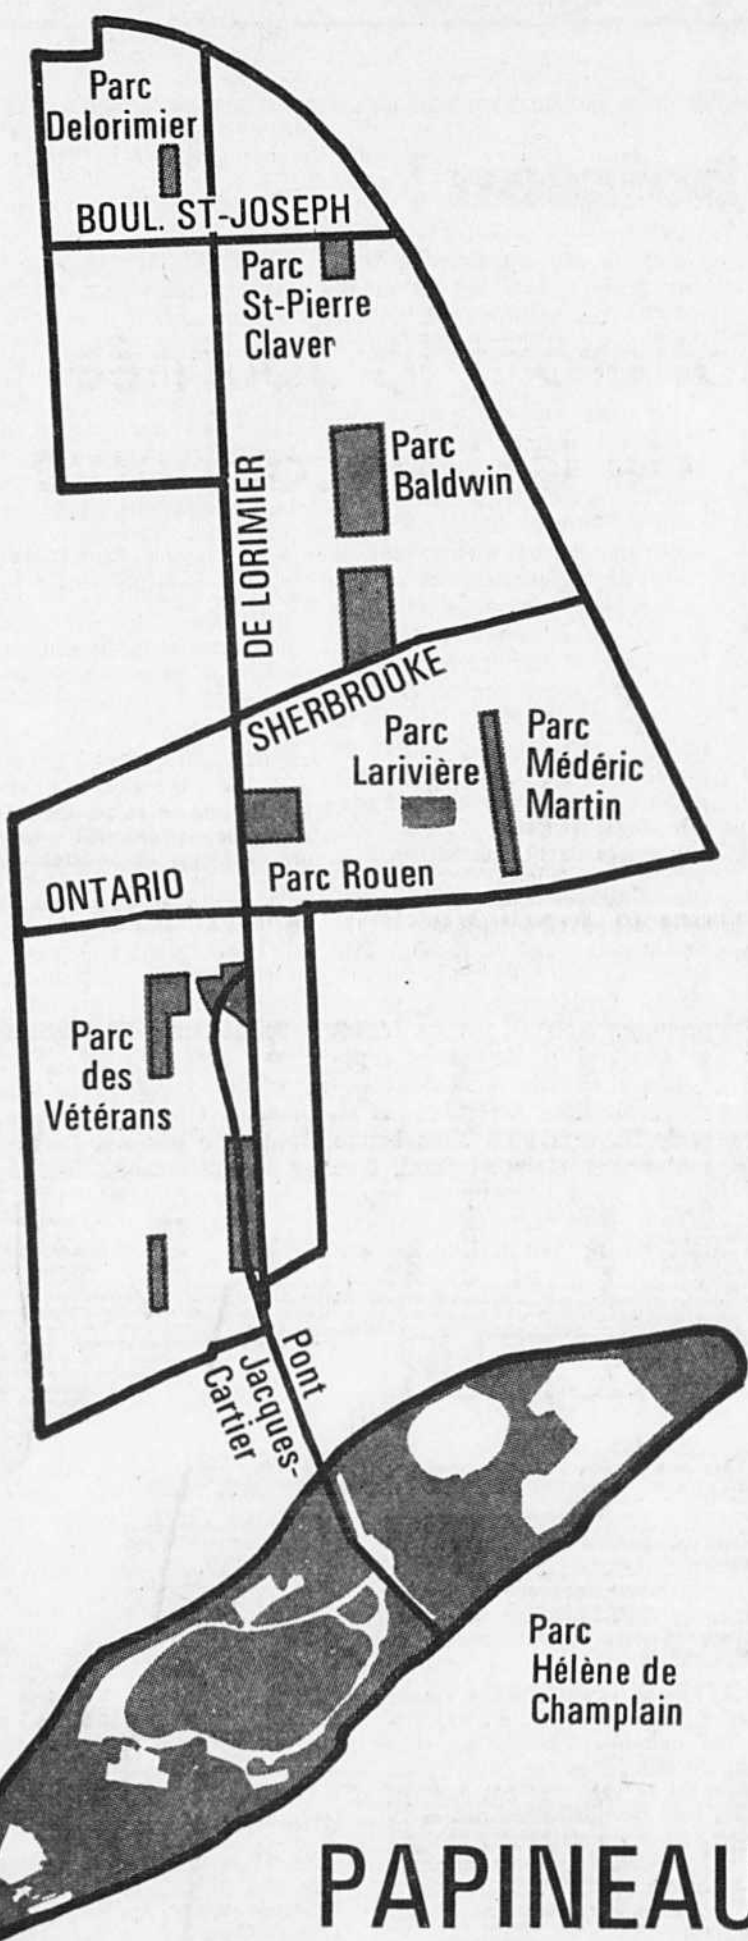 Parc
Delorimier
BOUL. ST-JOSEPH
Parc
St-Pierre
Claver
Parc
Baldwin
DE LORIMIER
SHERBROOKE
Parc
Larivière
Parc
Médéric
Martin
ONTARIO
Parc Rouen
Parc
des
Vétérans
Pont
Jacques-
Cartier
Parc
Hélène de
Champlain
PAPINEAU